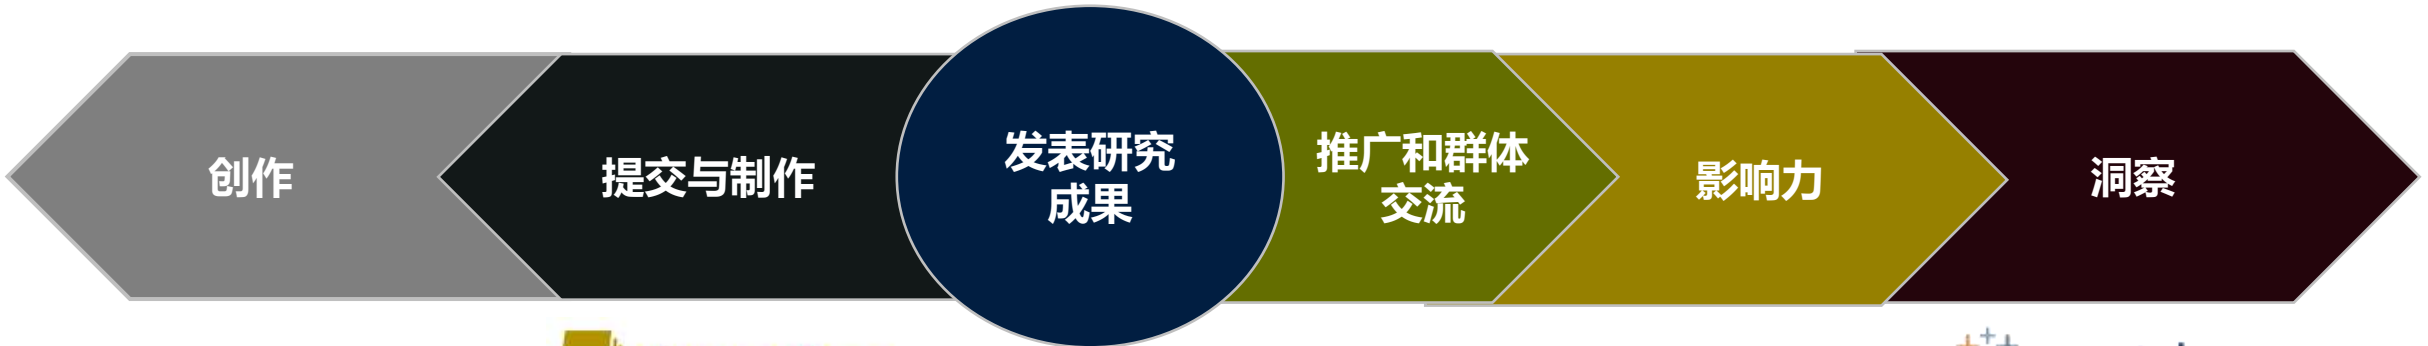 创作
提交与制作
发表研究
成果
推广和群体
交流
影响力
洞察